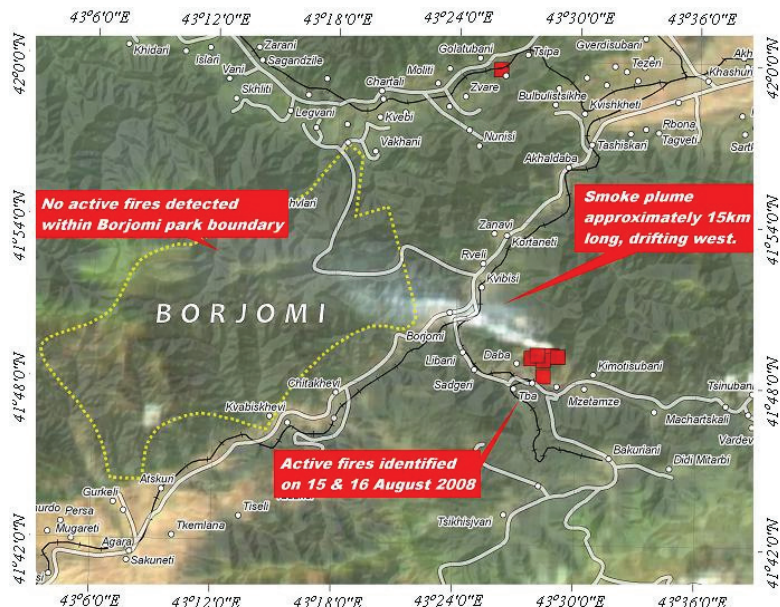 43°6'0"E
43°12'0"E
43°18'0"E
43°24'0"E
43°30'0"E
43°36'0"E
42°0'0"N
42°0'0"N
Khidari
Zarani
Islari
Sagandzile
Vani
Skhliti
Legvani
Chartali
Moliti
Golatubani
Tsipa
Gverdisubani
Tezeri
Khashuri
Zvare
Bulbulistsikhe
Kvishkheti
Kvebi
Vakhani
Nunisi
Rbona
Tashiskari
Tagveti
Akhaldaba
No active fires detected
within Borjomi park boundary
Smoke plume
approximately 15km
long, drifting west.
41°54'0"N
41°54'0"N
Zanavi
Kortaneti
Rveli
Kvibisi
BORJOMI
Borjomi
Libani
Daba
Sadgeri
Kimotisubani
Tba
Mzetamze
Tsinubani
Machartskali
41°48'0"N
41°48'0"N
Chitakhevi
Kvabiskhevi
Active fires identified
on 15 & 16 August 2008
Bakuriani
Didi Mitarbi
Atskuri
Gurkeli
Persa
Mugareti
Agara
Tkemlana
Tiseli
Sakuneti
Tsikhisjvari
41°42'0"N
41°42'0"N
43°6'0"E
43°12'0"E
43°18'0"E
43°24'0"E
43°30'0"E
43°36'0"E